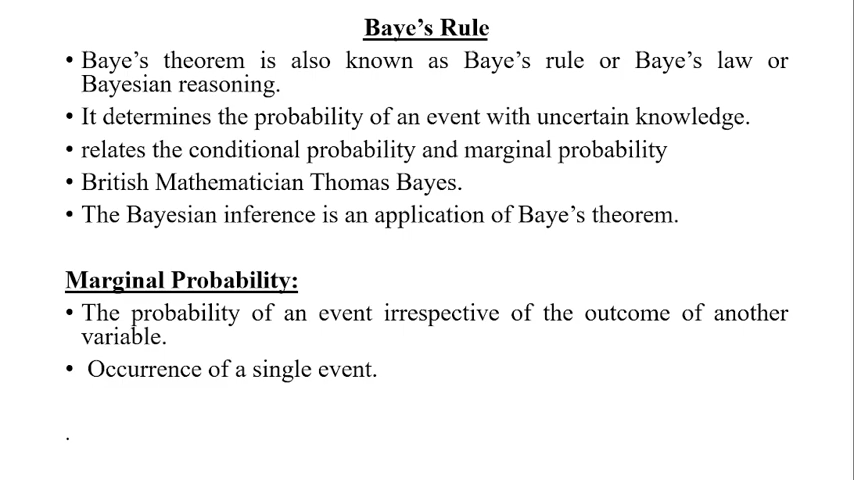 Baye’s Rule
• Baye’s theorem is also known as Baye’s rule or Baye’s law or
Bayesian reasoning.
• It determines the probability of an event with uncertain knowledge.
• relates the conditional probability and marginal probability
• British Mathematician Thomas Bayes.
• The Bayesian inference is an application of Baye’s theorem.
Marginal Probability:
• The probability of an event irrespective of the outcome of another
variable.
• Occurrence of a single event.
.